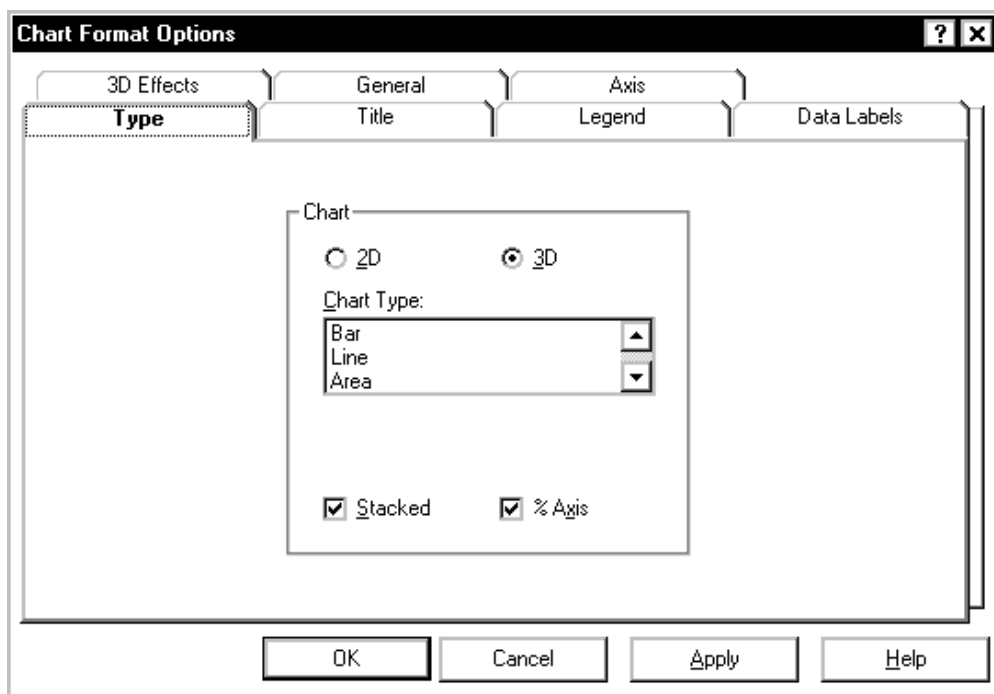 Chart Format Options ? X
3D Effects General Axis
Type Title Legend Data Labels
Chart
2D 3D
Chart Type:
Bar
Line
Area
Stacked % Axis
OK Cancel Apply Help